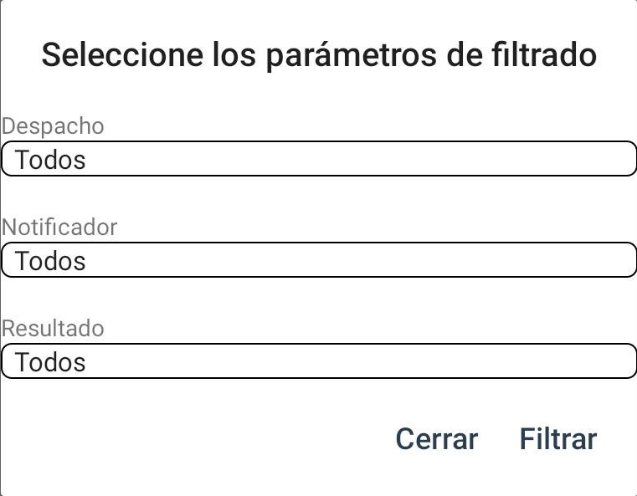 Seleccione los parámetros de filtrado
Despacho
Todos
Notificador
Todos
Resultado
Todos
Cerrar Filtrar